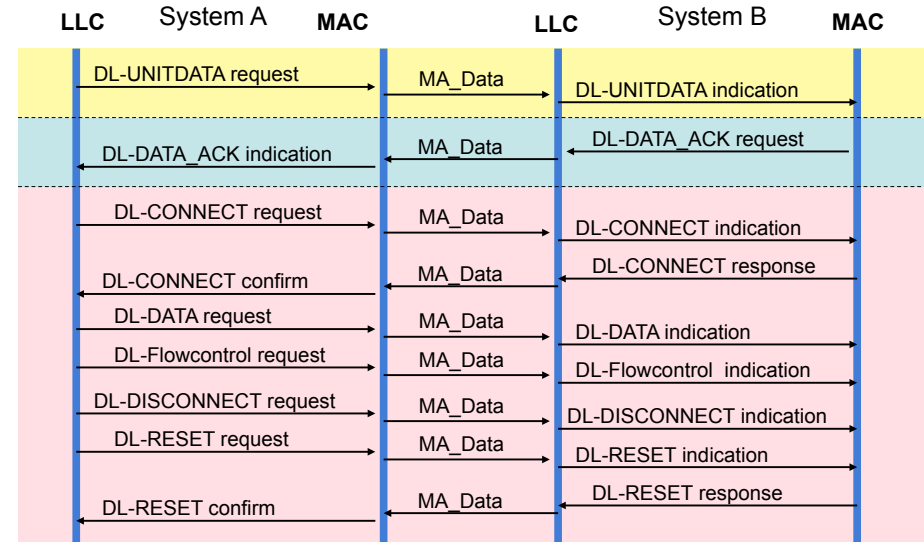 LLC System A MAC LLC System B MAC
DL-UNITDATA request MA_Data DL-UNITDATA indication
DL-DATA_ACK indication MA_Data DL-DATA_ACK request
DL-CONNECT request MA_Data DL-CONNECT indication
DL-CONNECT confirm MA_Data DL-CONNECT response
DL-DATA request MA_Data DL-DATA indication
DL-Flowcontrol request MA_Data DL-Flowcontrol indication
DL-DISCONNECT request MA_Data DL-DISCONNECT indication
DL-RESET request MA_Data DL-RESET indication
DL-RESET confirm MA_Data DL-RESET response